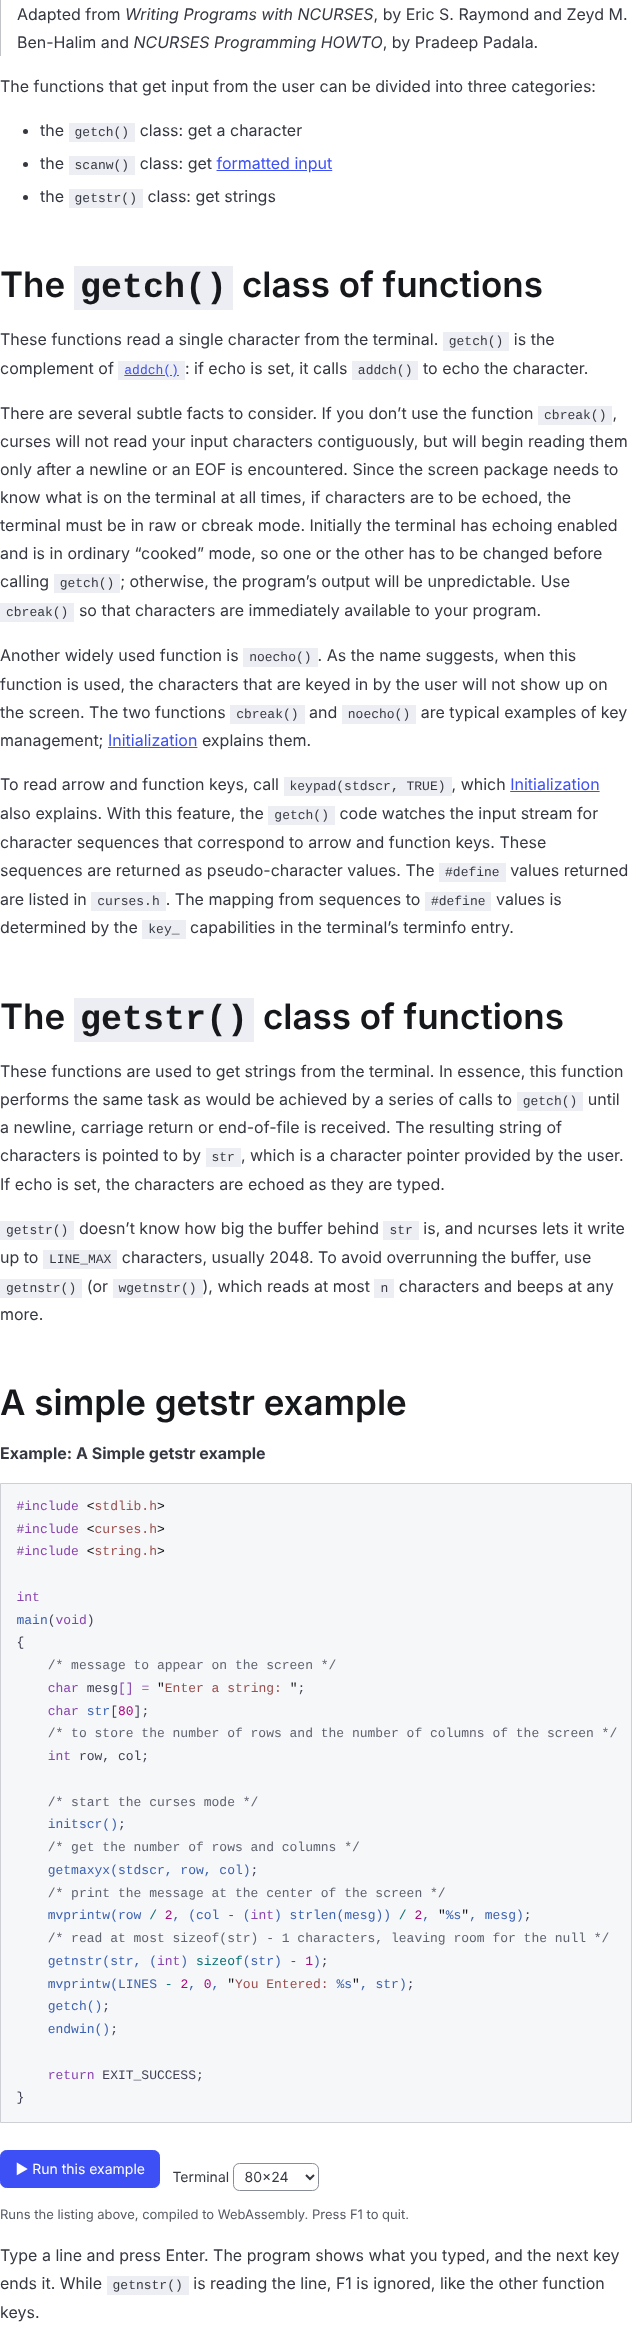 Adapted from Writing Programs with NCURSES, by Eric S. Raymond and Zeyd M.
Ben-Halim and NCURSES Programming HOWTO, by Pradeep Padala.
The functions that get input from the user can be divided into three categories:
• the getch() class: get a character
• the scanw() class: get formatted input
• the getstr() class: get strings
The getch() class of functions
These functions read a single character from the terminal. getch() is the
complement of addch(): if echo is set, it calls addch() to echo the character.
There are several subtle facts to consider. If you don’t use the function cbreak(),
curses will not read your input characters contiguously, but will begin reading them
only after a newline or an EOF is encountered. Since the screen package needs to
know what is on the terminal at all times, if characters are to be echoed, the
terminal must be in raw or cbreak mode. Initially the terminal has echoing enabled
and is in ordinary “cooked” mode, so one or the other has to be changed before
calling getch(); otherwise, the program’s output will be unpredictable. Use
cbreak() so that characters are immediately available to your program.
Another widely used function is noecho(). As the name suggests, when this
function is used, the characters that are keyed in by the user will not show up on
the screen. The two functions cbreak() and noecho() are typical examples of key
management; Initialization explains them.
To read arrow and function keys, call keypad(stdscr, TRUE), which Initialization
also explains. With this feature, the getch() code watches the input stream for
character sequences that correspond to arrow and function keys. These
sequences are returned as pseudo-character values. The #define values returned
are listed in curses.h. The mapping from sequences to #define values is
determined by the key_ capabilities in the terminal’s terminfo entry.
The getstr() class of functions
These functions are used to get strings from the terminal. In essence, this function
performs the same task as would be achieved by a series of calls to getch() until
a newline, carriage return or end-of-file is received. The resulting string of
characters is pointed to by str, which is a character pointer provided by the user.
If echo is set, the characters are echoed as they are typed.
getstr() doesn’t know how big the buffer behind str is, and ncurses lets it write
up to LINE_MAX characters, usually 2048. To avoid overrunning the buffer, use
getnstr() (or wgetnstr()), which reads at most n characters and beeps at any
more.
A simple getstr example
Example: A Simple getstr example
#include <stdlib.h>
#include <curses.h>
#include <string.h>

int
main(void)
{
    /* message to appear on the screen */
    char mesg[] = "Enter a string: ";
    char str[80];
    /* to store the number of rows and the number of columns of the screen */
    int row, col;

    /* start the curses mode */
    initscr();
    /* get the number of rows and columns */
    getmaxyx(stdscr, row, col);
    /* print the message at the center of the screen */
    mvprintw(row / 2, (col - (int) strlen(mesg)) / 2, "%s", mesg);
    /* read at most sizeof(str) - 1 characters, leaving room for the null */
    getnstr(str, (int) sizeof(str) - 1);
    mvprintw(LINES - 2, 0, "You Entered: %s", str);
    getch();
    endwin();

    return EXIT_SUCCESS;
}
▶ Run this example Terminal 80×24
Runs the listing above, compiled to WebAssembly. Press F1 to quit.
Type a line and press Enter. The program shows what you typed, and the next key
ends it. While getnstr() is reading the line, F1 is ignored, like the other function
keys.